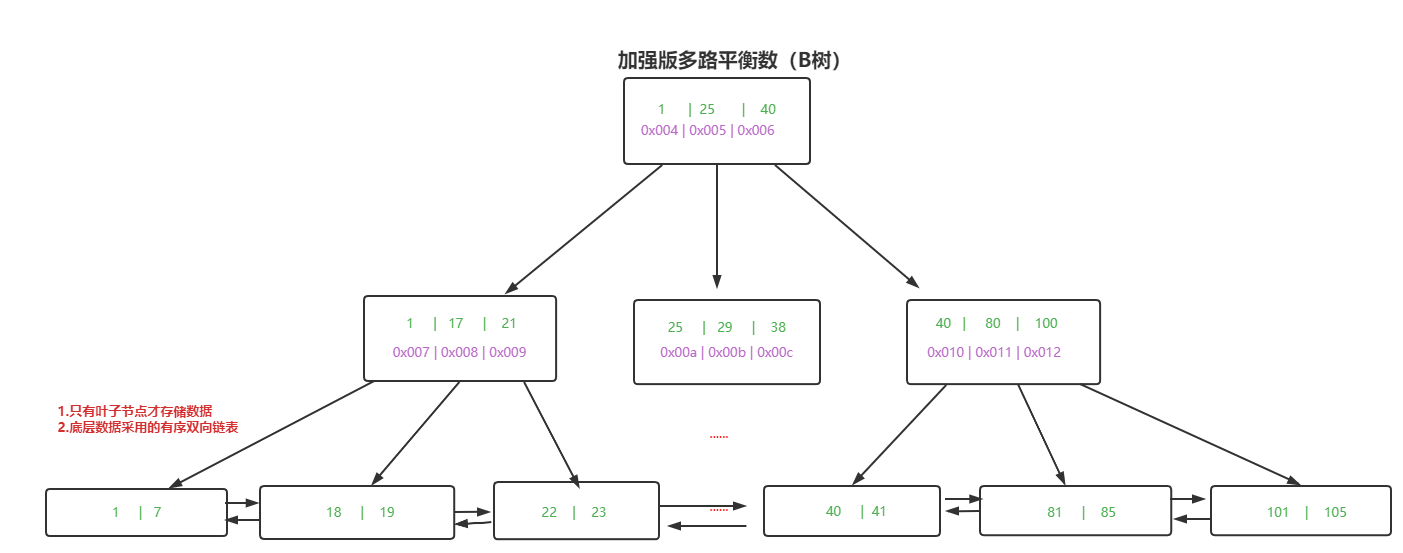 加强版多路平衡数（B树）
1 | 25 | 40
0x004 | 0x005 | 0x006
1 | 17 | 21
0x007 | 0x008 | 0x009
25 | 29 | 38
0x00a | 0x00b | 0x00c
40 | 80 | 100
0x010 | 0x011 | 0x012
1.只有叶子节点才存储数据
2.底层数据采用的有序双向链表
......
1 | 7
18 | 19
22 | 23
......
40 | 41
81 | 85
101 | 105